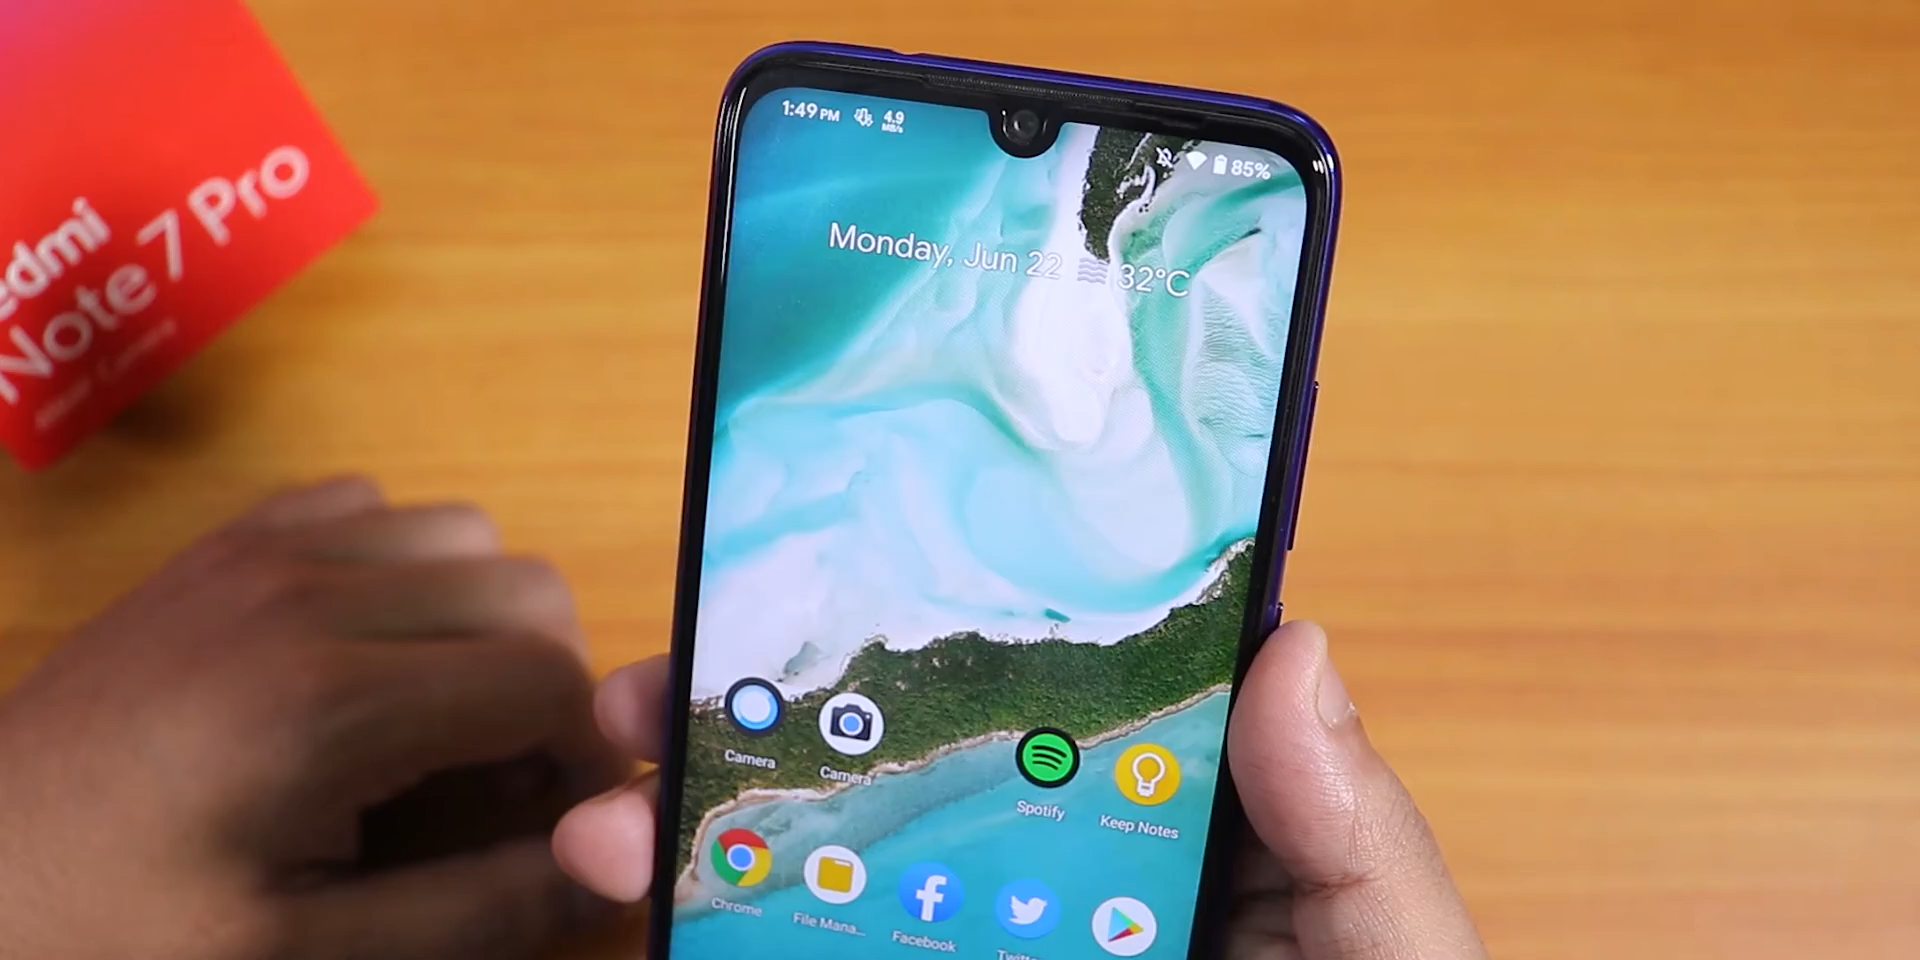 edmi
Note 7 Pro
1:49 PM 4.9 MB/s 85%
Monday, Jun 22 32°C
Camera Camera Spotify Keep Notes
Chrome File Mana... Facebook